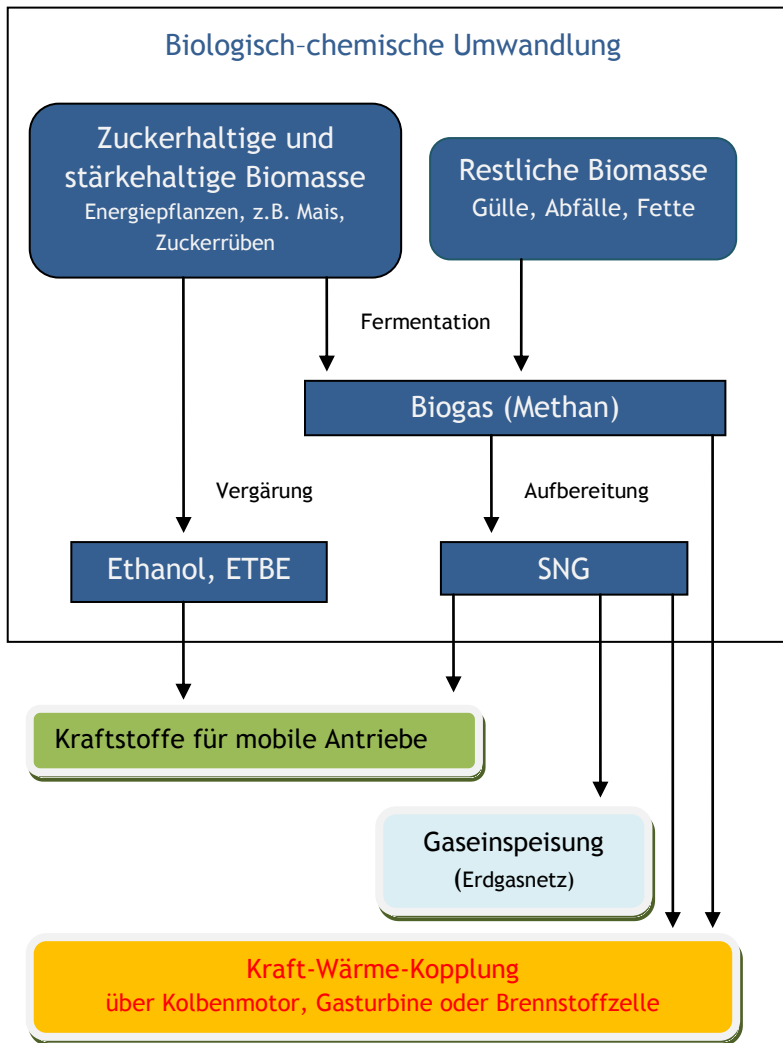 Biologisch-chemische Umwandlung
Zuckerhaltige und
stärkehaltige Biomasse
Energiepflanzen, z.B. Mais,
Zuckerrüben
Restliche Biomasse
Gülle, Abfälle, Fette
Fermentation
Biogas (Methan)
Vergärung
Aufbereitung
Ethanol, ETBE
SNG
Kraftstoffe für mobile Antriebe
Gaseinspeisung
(Erdgasnetz)
Kraft-Wärme-Kopplung
über Kolbenmotor, Gasturbine oder Brennstoffzelle